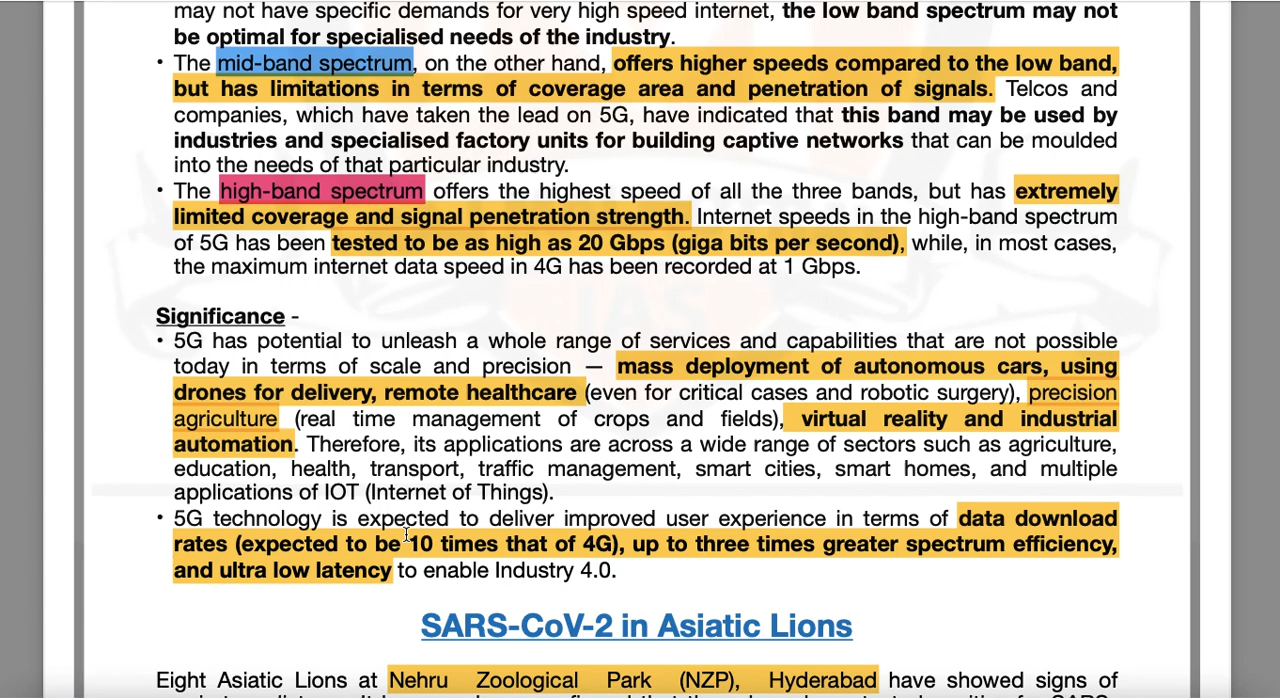 may not have specific demands for very high speed internet, the low band spectrum may not
be optimal for specialised needs of the industry.
• The mid-band spectrum, on the other hand, offers higher speeds compared to the low band,
but has limitations in terms of coverage area and penetration of signals. Telcos and
companies, which have taken the lead on 5G, have indicated that this band may be used by
industries and specialised factory units for building captive networks that can be moulded
into the needs of that particular industry.
• The high-band spectrum offers the highest speed of all the three bands, but has extremely
limited coverage and signal penetration strength. Internet speeds in the high-band spectrum
of 5G has been tested to be as high as 20 Gbps (giga bits per second), while, in most cases,
the maximum internet data speed in 4G has been recorded at 1 Gbps.
Significance -
• 5G has potential to unleash a whole range of services and capabilities that are not possible
today in terms of scale and precision — mass deployment of autonomous cars, using
drones for delivery, remote healthcare (even for critical cases and robotic surgery), precision
agriculture (real time management of crops and fields), virtual reality and industrial
automation. Therefore, its applications are across a wide range of sectors such as agriculture,
education, health, transport, traffic management, smart cities, smart homes, and multiple
applications of IOT (Internet of Things).
• 5G technology is expected to deliver improved user experience in terms of data download
rates (expected to be 10 times that of 4G), up to three times greater spectrum efficiency,
and ultra low latency to enable Industry 4.0.
SARS-CoV-2 in Asiatic Lions
Eight Asiatic Lions at Nehru Zoological Park (NZP), Hyderabad have showed signs of